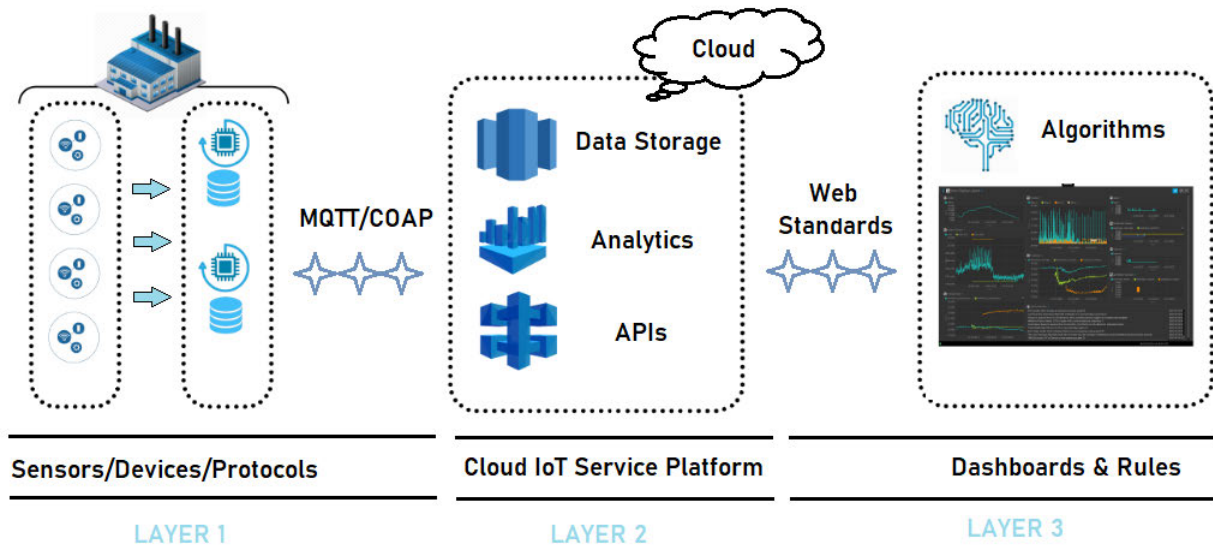 Cloud
Data Storage
Analytics
APIs
MQTT/COAP
Web
Standards
Algorithms
Sensors/Devices/Protocols
Cloud IoT Service Platform
Dashboards & Rules
LAYER 1
LAYER 2
LAYER 3